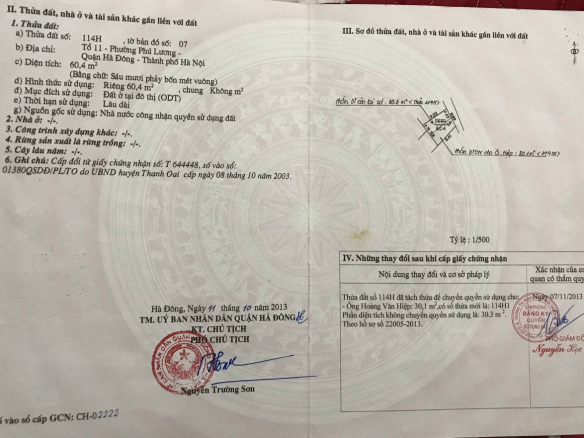 II. Thửa đất, nhà ở và tài sản khác gắn liền với đất
1. Thửa đất:
a) Thửa đất số: 114H , tờ bản đồ số: 07
b) Địa chỉ: Tổ 11 - Phường Phú Lương -
Quận Hà Đông - Thành phố Hà Nội
c) Diện tích: 60,4 m²
(Bằng chữ: Sáu mươi phảy bốn mét vuông)
d) Hình thức sử dụng: Riêng 60,4 m², chung Không m²
đ) Mục đích sử dụng: Đất ở tại đô thị (ODT)
e) Thời hạn sử dụng: Lâu dài
g) Nguồn gốc sử dụng: Nhà nước công nhận quyền sử dụng đất
2. Nhà ở: -/-.
3. Công trình xây dựng khác: -/-.
4. Rừng sản xuất là rừng trồng: -/-.
5. Cây lâu năm: -/-.
6. Ghi chú: Cấp đổi từ giấy chứng nhận số: T 644448, số vào sổ:
01380QSDĐ/PL/TO do UBND huyện Thanh Oai cấp ngày 08 thg 10 năm 2003.
Hà Đông, Ngày 11 tháng 10 năm 2013
TM. UỶ BAN NHÂN DÂN QUẬN HÀ ĐÔNG
KT. CHỦ TỊCH
PHÓ CHỦ TỊCH
Nguyễn Trường Sơn
vào sổ cấp GCN: CH-02222
III. Sơ đồ thửa đất, nhà ở và tài sản khác gắn liền với đất
60.4
Tỷ lệ : 1/500
IV. Những thay đổi sau khi cấp giấy chứng nhận
Nội dung thay đổi và cơ sở pháp lý
Xác nhận của cơ
quan có thẩm quyền
Thửa đất số 114H đã tách thửa để chuyển quyền sử dụng cho:
- Ông Hoàng Văn Hiệp: 30,1 m², có số thửa mới là: 114H1
Phần diện tích không chuyển quyền sử dụng là: 30.3 m².
Theo hồ sơ số 22005-2013.
Ngày 07/11/2013
ĐĂNG KÝ
QUYỀN
PHÓ GIÁM ĐỐ
Nguyễn Học